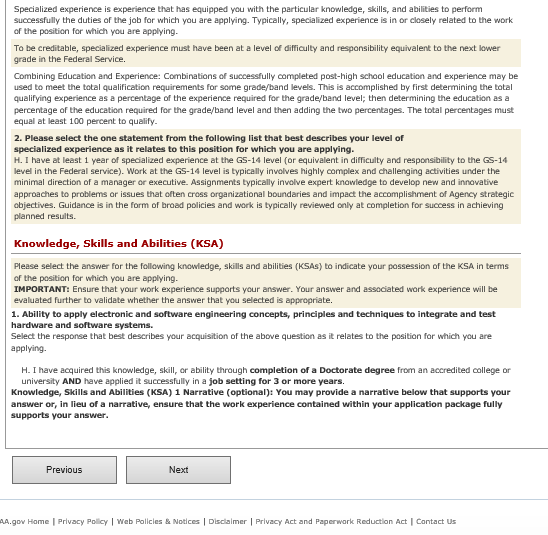 Specialized experience is experience that has equipped you with the particular knowledge, skills, and abilities to perform
successfully the duties of the job for which you are applying. Typically, specialized experience is in or closely related to the work
of the position for which you are applying.
To be creditable, specialized experience must have been at a level of difficulty and responsibility equivalent to the next lower
grade in the Federal Service.
Combining Education and Experience: Combinations of successfully completed post-high school education and experience may be
used to meet the total qualification requirements for some grade/band levels. This is accomplished by first determining the total
qualifying experience as a percentage of the experience required for the grade/band level; then determining the education as a
percentage of the education required for the grade/band level and then adding the two percentages. The total percentages must
equal at least 100 percent to qualify.
2. Please select the one statement from the following list that best describes your level of
specialized experience as it relates to this position for which you are applying.
H. I have at least 1 year of specialized experience at the GS-14 level (or equivalent in difficulty and responsibility to the GS-14
level in the Federal service). Work at the GS-14 level is typically involves highly complex and challenging activities under the
minimal direction of a manager or executive. Assignments typically involve expert knowledge to develop new and innovative
approaches to problems or issues that often cross organizational boundaries and impact the accomplishment of Agency strategic
objectives. Guidance is in the form of broad policies and work is typically reviewed only at completion for success in achieving
planned results.
Knowledge, Skills and Abilities (KSA)
Please select the answer for the following knowledge, skills and abilities (KSAs) to indicate your possession of the KSA in terms
of the position for which you are applying.
IMPORTANT: Ensure that your work experience supports your answer. Your answer and associated work experience will be
evaluated further to validate whether the answer that you selected is appropriate.
1. Ability to apply electronic and software engineering concepts, principles and techniques to integrate and test
hardware and software systems.
Select the response that best describes your acquisition of the above question as it relates to the position for which you are
applying.
H. I have acquired this knowledge, skill, or ability through completion of a Doctorate degree from an accredited college or
university AND have applied it successfully in a job setting for 3 or more years.
Knowledge, Skills and Abilities (KSA) 1 Narrative (optional): You may provide a narrative below that supports your
answer or, in lieu of a narrative, ensure that the work experience contained within your application package fully
supports your answer.
Previous Next
AA.gov Home | Privacy Policy | Web Policies & Notices | Disclaimer | Privacy Act and Paperwork Reduction Act | Contact Us